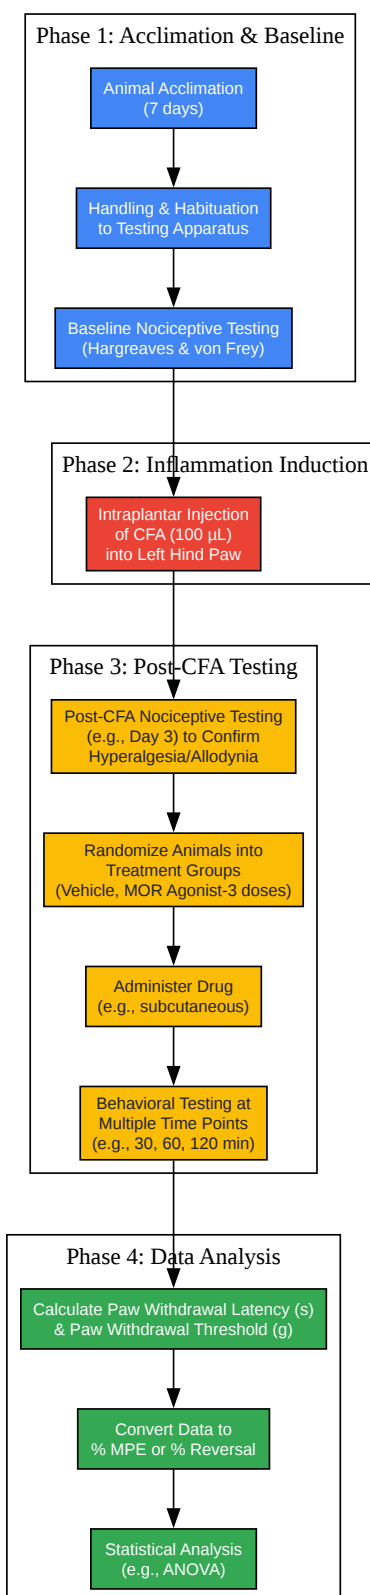 Phase 1: Acclimation & Baseline
Animal Acclimation
(7 days)
Handling & Habituation
to Testing Apparatus
Baseline Nociceptive Testing
(Hargreaves & von Frey)
Phase 2: Inflammation Induction
Intraplantar Injection
of CFA (100 µL)
into Left Hind Paw
Phase 3: Post-CFA Testing
Post-CFA Nociceptive Testing
(e.g., Day 3) to Confirm
Hyperalgesia/Allodynia
Randomize Animals into
Treatment Groups
(Vehicle, MOR Agonist-3 doses)
Administer Drug
(e.g., subcutaneous)
Behavioral Testing at
Multiple Time Points
(e.g., 30, 60, 120 min)
Phase 4: Data Analysis
Calculate Paw Withdrawal Latency (s)
& Paw Withdrawal Threshold (g)
Convert Data to
% MPE or % Reversal
Statistical Analysis
(e.g., ANOVA)